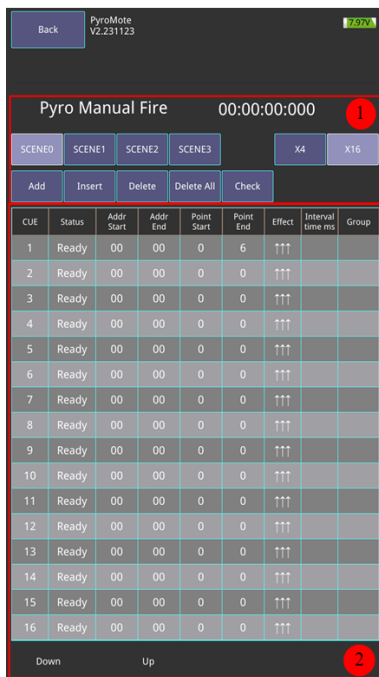 Back
PyroMote
V2.231123
7.97V
Pyro Manual Fire 00:00:00:000 1
SCENE0 SCENE1 SCENE2 SCENE3 X4 X16
Add Insert Delete Delete All Check
CUE Status Addr Start Addr End Point Start Point End Effect Interval time ms Group
1 Ready 00 00 0 6 ↑↑↑
2 Ready 00 00 0 0 ↑↑↑
3 Ready 00 00 0 0 ↑↑↑
4 Ready 00 00 0 0 ↑↑↑
5 Ready 00 00 0 0 ↑↑↑
6 Ready 00 00 0 0 ↑↑↑
7 Ready 00 00 0 0 ↑↑↑
8 Ready 00 00 0 0 ↑↑↑
9 Ready 00 00 0 0 ↑↑↑
10 Ready 00 00 0 0 ↑↑↑
11 Ready 00 00 0 0 ↑↑↑
12 Ready 00 00 0 0 ↑↑↑
13 Ready 00 00 0 0 ↑↑↑
14 Ready 00 00 0 0 ↑↑↑
15 Ready 00 00 0 0 ↑↑↑
16 Ready 00 00 0 0 ↑↑↑
Down Up 2